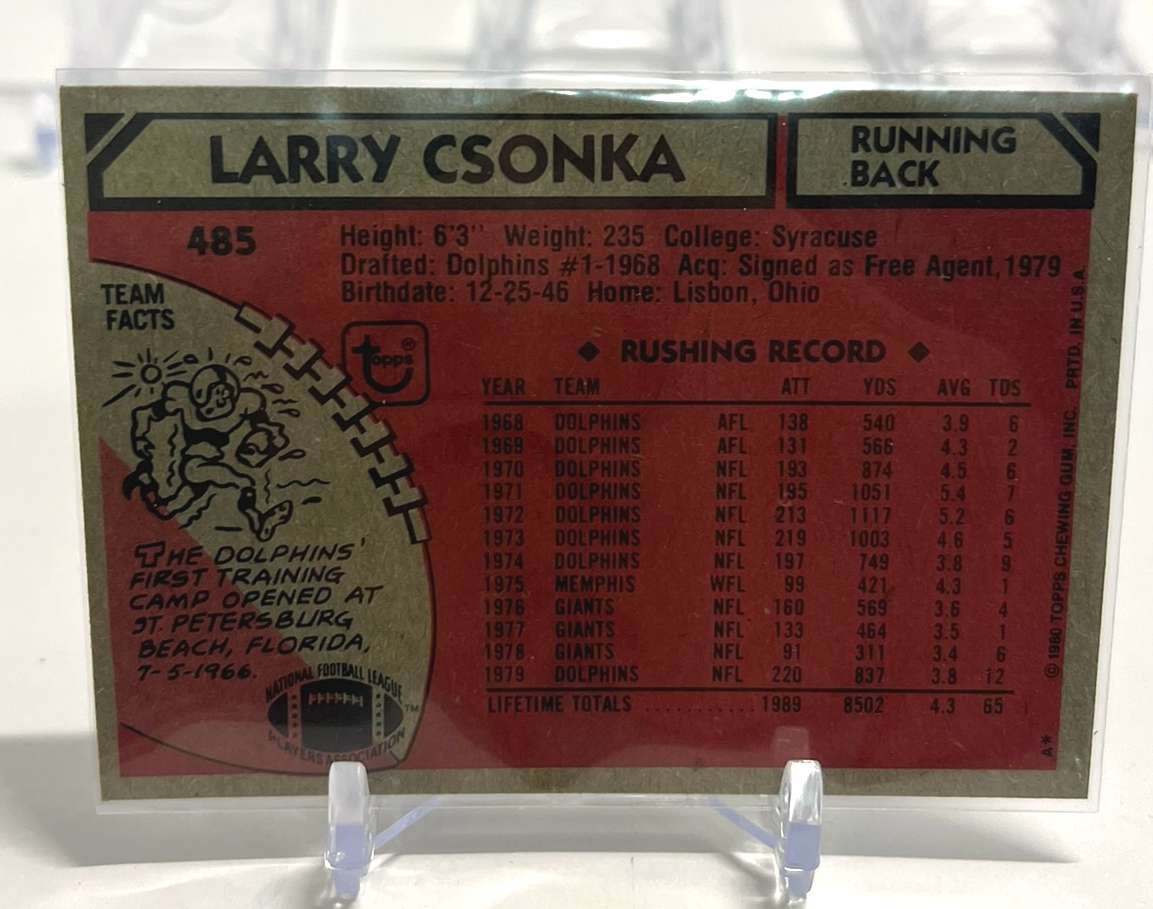 LARRY CSONKA
RUNNING
BACK
485
Height: 6'3" Weight: 235 College: Syracuse
Drafted: Dolphins #1-1968 Acq: Signed as Free Agent, 1979
Birthdate: 12-25-46 Home: Lisbon, Ohio
TEAM
FACTS
topps®
◆ RUSHING RECORD ◆
YEAR TEAM ATT YDS AVG TDS
1968 DOLPHINS AFL 138 540 3.9 6
1969 DOLPHINS AFL 131 566 4.3 2
1970 DOLPHINS NFL 193 874 4.5 6
1971 DOLPHINS NFL 195 1051 5.4 7
1972 DOLPHINS NFL 213 1117 5.2 6
1973 DOLPHINS NFL 219 1003 4.6 5
1974 DOLPHINS NFL 197 749 3.8 9
1975 MEMPHIS WFL 99 421 4.3 1
1976 GIANTS NFL 160 569 3.6 4
1977 GIANTS NFL 133 464 3.5 1
1978 GIANTS NFL 91 311 3.4 6
1979 DOLPHINS NFL 220 837 3.8 12
LIFETIME TOTALS ........... 1989 8502 4.3 65
THE DOLPHINS'
FIRST TRAINING
CAMP OPENED AT
ST. PETERSBURG
BEACH, FLORIDA,
7-5-1966.
NATIONAL FOOTBALL LEAGUE
PLAYERS ASSOCIATION
TM
© 1980 TOPPS CHEWING GUM, INC. PRTD. IN U.S.A.
A*